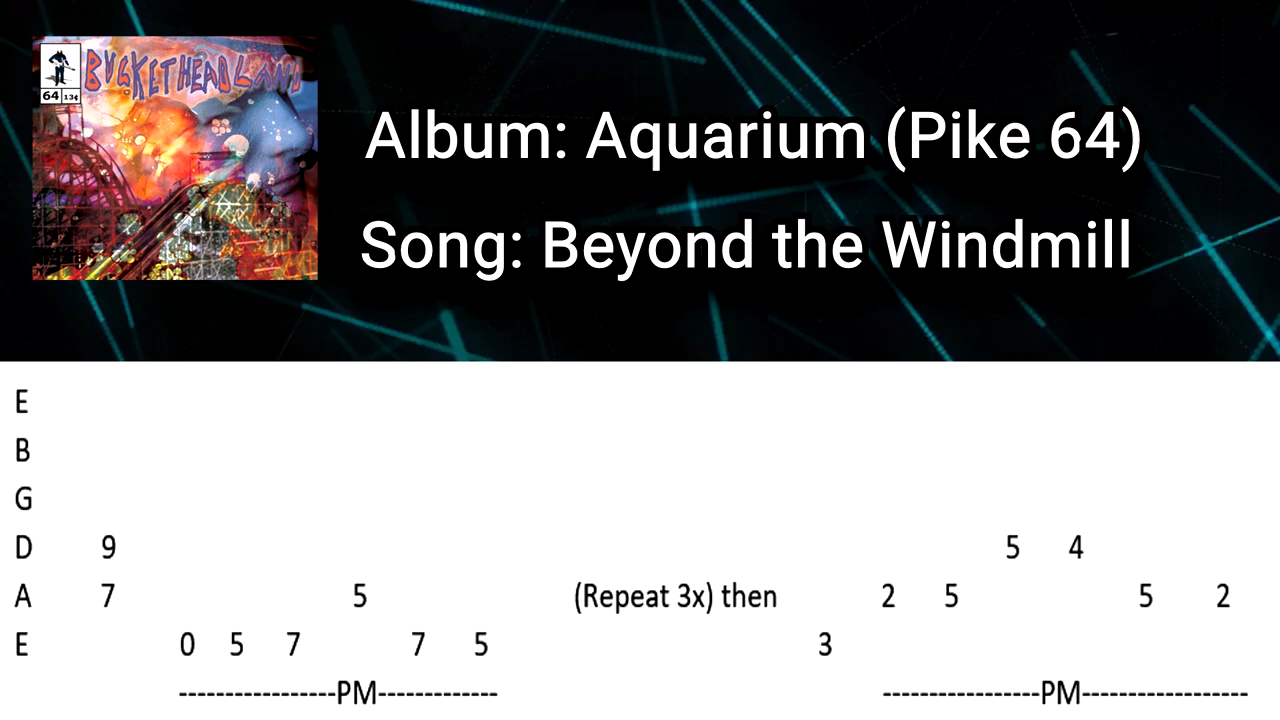 BUCKETHEADLAND
64 13¢
Album: Aquarium (Pike 64)
Song: Beyond the Windmill
E
B
G
D 9 5 4
A 7 5 (Repeat 3x) then 2 5 5 2
E 0 5 7 7 5 3
-----------------PM------------- -----------------PM------------------